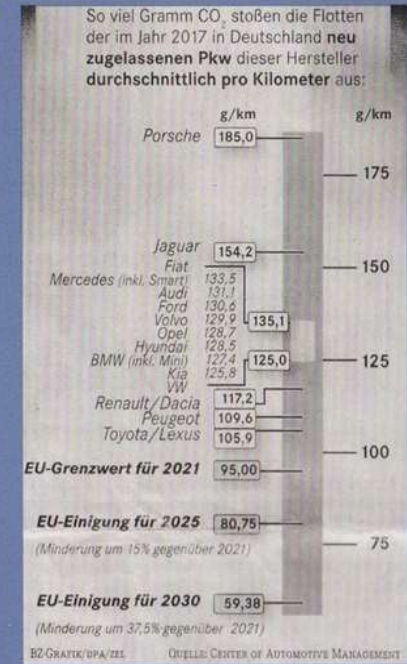 So viel Gramm CO₂ stoßen die Flotten
der im Jahr 2017 in Deutschland neu
zugelassenen Pkw dieser Hersteller
durchschnittlich pro Kilometer aus:
g/km g/km
Porsche 185,0
175
Jaguar 154,2
150
Fiat 135,1
Mercedes (inkl. Smart) 133,5
Audi 131,1
Ford 130,6
Volvo 129,9
Opel 128,7
Hyundai 128,5
BMW (inkl. Mini) 127,4
Kia 125,8
VW 125,0
125
Renault/Dacia 117,2
Peugeot 109,6
Toyota/Lexus 105,9
100
EU-Grenzwert für 2021 95,00
EU-Einigung für 2025 80,75
(Minderung um 15% gegenüber 2021)
75
EU-Einigung für 2030 59,38
(Minderung um 37,5% gegenüber 2021)
BZ-GRAFIK/DPA/ZEL QUELLE: CENTER OF AUTOMOTIVE MANAGEMENT